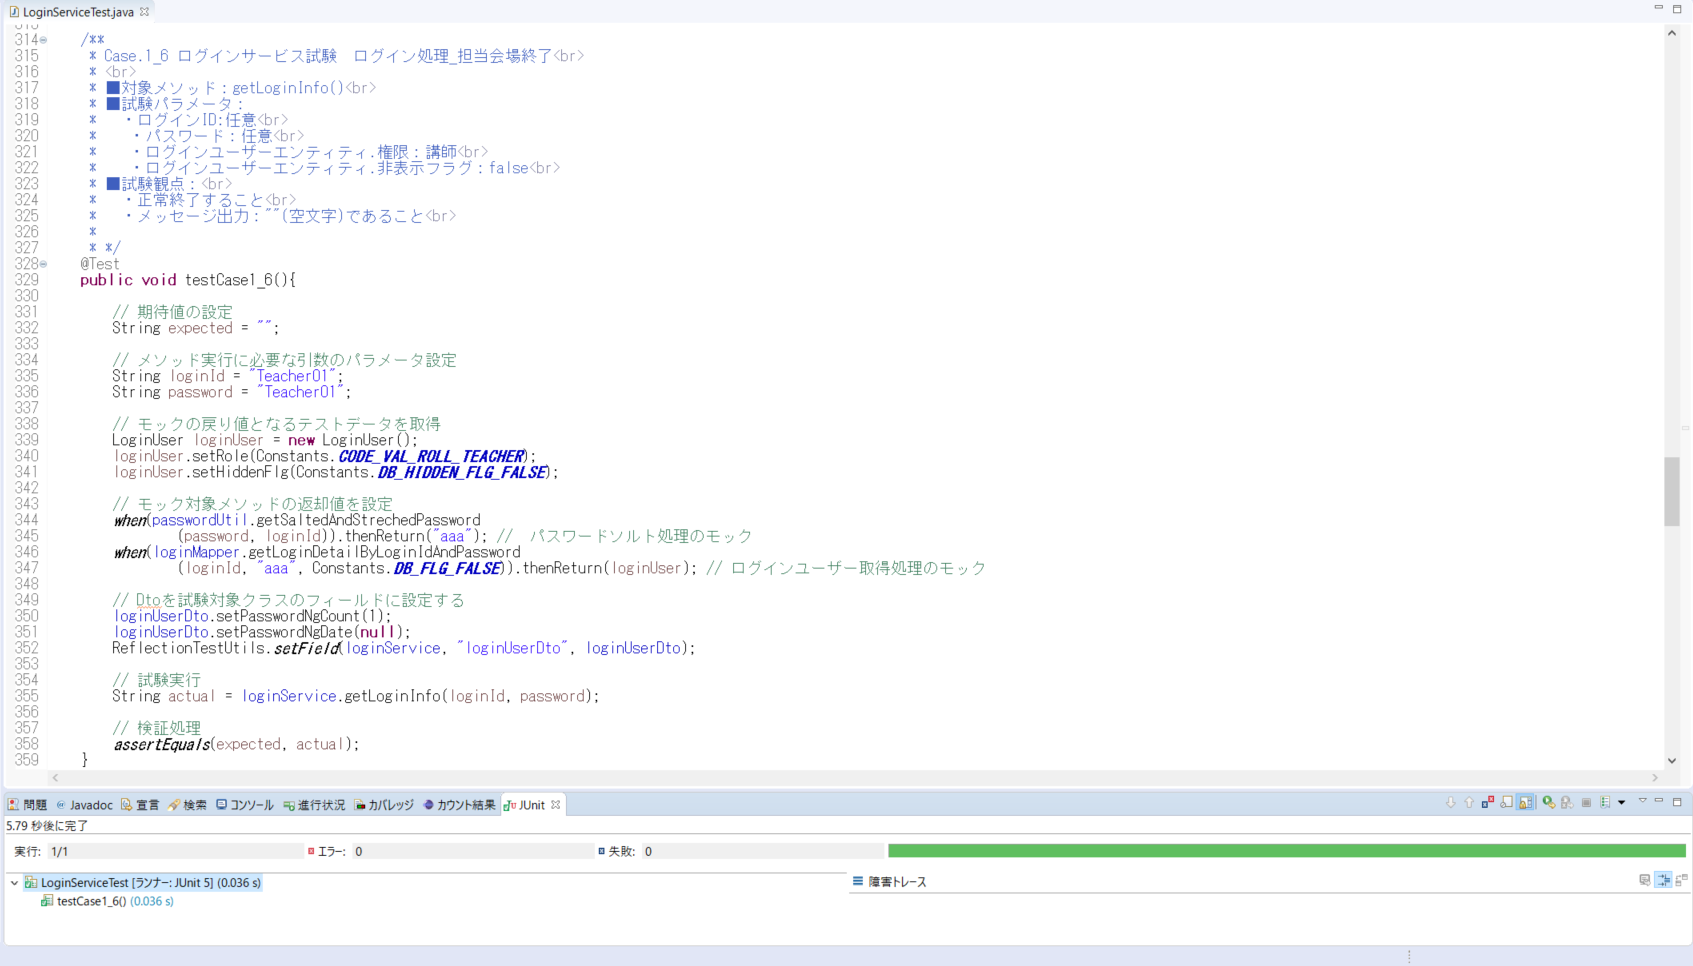 LoginServiceTest.java
313
314 /**
315 * Case.1_6 ログインサービス試験　ログイン処理_担当会場終了<br>
316 * <br>
317 * ■対象メソッド：getLoginInfo()<br>
318 * ■試験パラメータ：
319 * ・ログインID:任意<br>
320 * ・パスワード：任意<br>
321 * ・ログインユーザーエンティティ.権限：講師<br>
322 * ・ログインユーザーエンティティ.非表示フラグ：false<br>
323 * ■試験観点：<br>
324 * ・正常終了すること<br>
325 * ・メッセージ出力：""(空文字)であること<br>
326 *
327 * */
328 @Test
329 public void testCase1_6(){
330
331 // 期待値の設定
332 String expected = "";
333
334 // メソッド実行に必要な引数のパラメータ設定
335 String loginId = "Teacher01";
336 String password = "Teacher01";
337
338 // モックの戻り値となるテストデータを取得
339 LoginUser loginUser = new LoginUser();
340 loginUser.setRole(Constants.CODE_VAL_ROLL_TEACHER);
341 loginUser.setHiddenFlg(Constants.DB_HIDDEN_FLG_FALSE);
342
343 // モック対象メソッドの返却値を設定
344 when(passwordUtil.getSaltedAndStrechedPassword
345 (password, loginId)).thenReturn("aaa"); //　パスワードソルト処理のモック
346 when(loginMapper.getLoginDetailByLoginIdAndPassword
347 (loginId, "aaa", Constants.DB_FLG_FALSE)).thenReturn(loginUser); // ログインユーザー取得処理のモック
348
349 // Dtoを試験対象クラスのフィールドに設定する
350 loginUserDto.setPasswordNgCount(1);
351 loginUserDto.setPasswordNgDate(null);
352 ReflectionTestUtils.setField(loginService, "loginUserDto", loginUserDto);
353
354 // 試験実行
355 String actual = loginService.getLoginInfo(loginId, password);
356
357 // 検証処理
358 assertEquals(expected, actual);
359 }
問題 Javadoc 宣言 検索 コンソール 進行状況 カバレッジ カウント結果 JUnit
5.79 秒後に完了
実行: 1/1 エラー: 0 失敗: 0
LoginServiceTest [ランナー: JUnit 5] (0.036 s)
障害トレース
testCase1_6() (0.036 s)